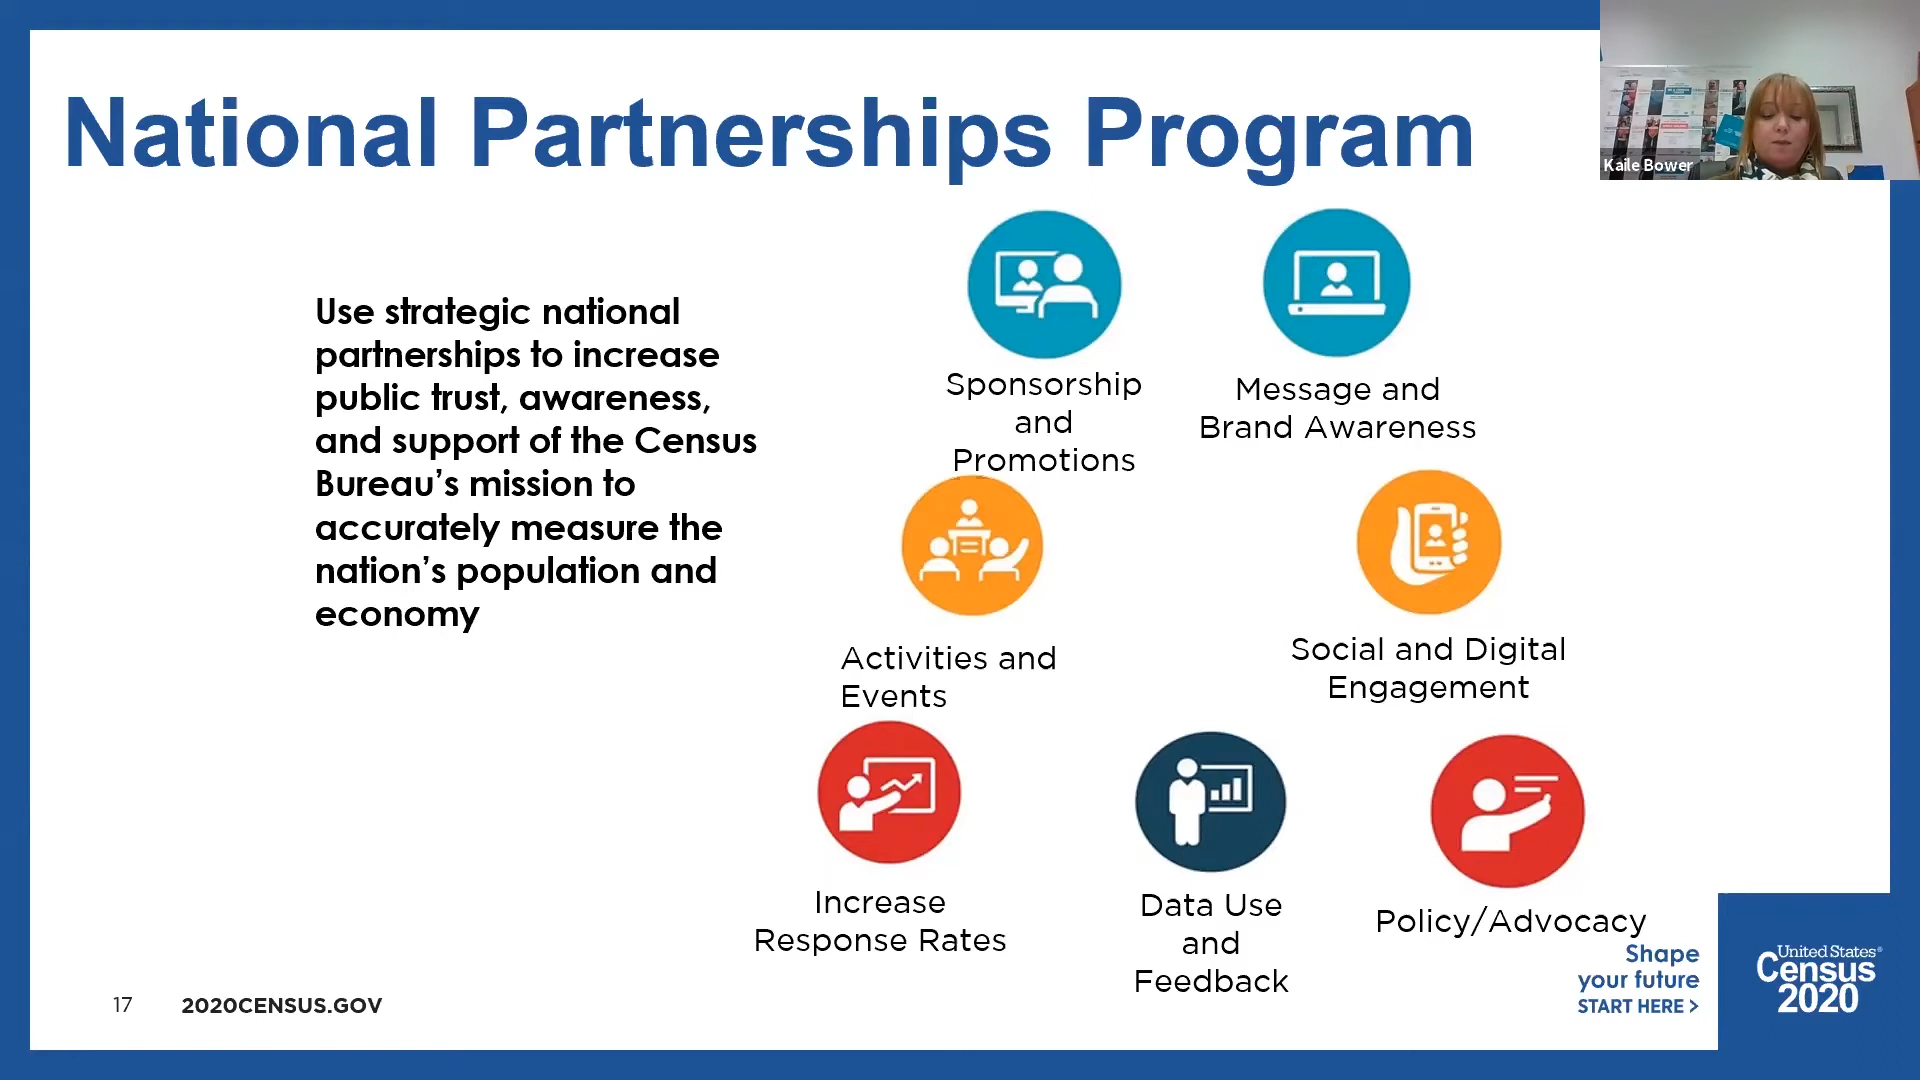 National Partnerships Program
Kaile Bower
Use strategic national
partnerships to increase
public trust, awareness,
and support of the Census
Bureau’s mission to
accurately measure the
nation’s population and
economy
Sponsorship
and
Promotions
Message and
Brand Awareness
Activities and
Events
Social and Digital
Engagement
Increase
Response Rates
Data Use
and
Feedback
Policy/Advocacy
17
2020CENSUS.GOV
Shape
your future
START HERE >
United States®
Census
2020